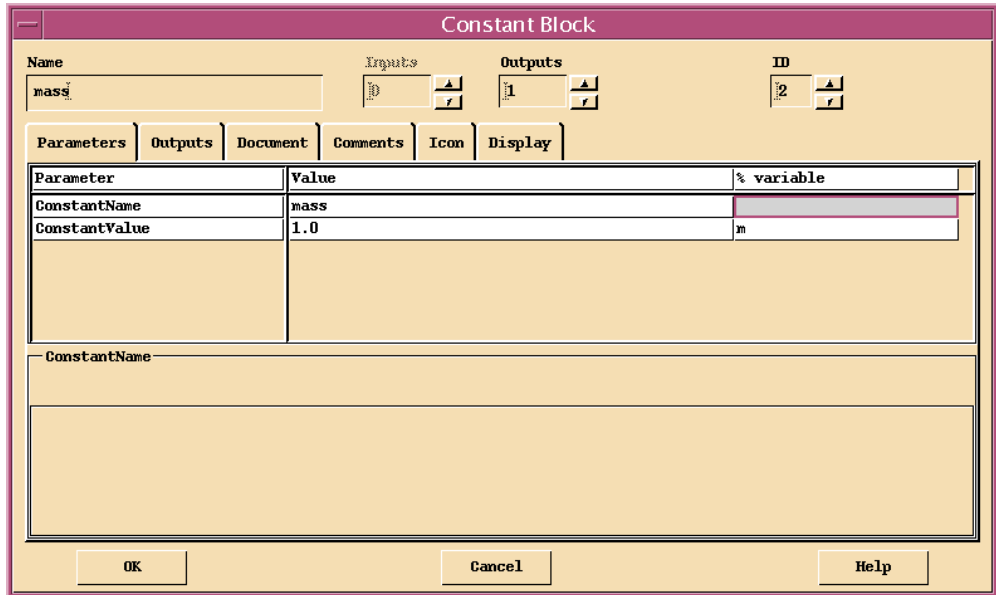 Constant Block
Name Inputs Outputs ID
mass 0 1 2
Parameters Outputs Document Comments Icon Display
Parameter Value % variable
ConstantName mass
ConstantValue 1.0 m
ConstantName
OK Cancel Help